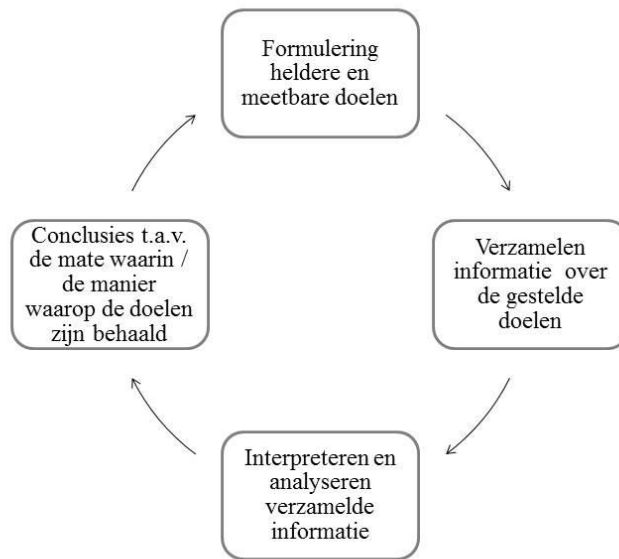 Formulering
heldere en
meetbare doelen
Verzamelen
informatie over
de gestelde
doelen
Interpreteren en
analyseren
verzamelde
informatie
Conclusies t.a.v.
de mate waarin /
de manier
waarop de doelen
zijn behaald